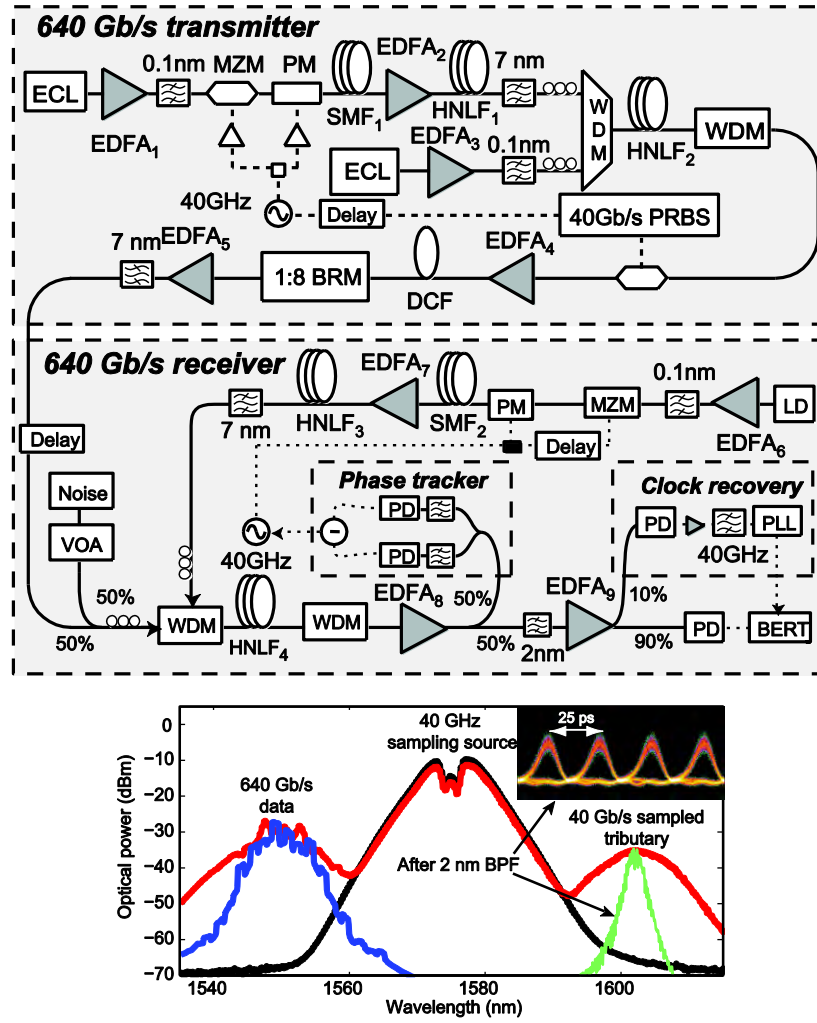 640 Gb/s transmitter
0.1nm MZM PM EDFA2 7 nm
ECL
EDFA1 SMF1 HNLF1
EDFA3 0.1nm
WDM
HNLF2
WDM
ECL
40GHz
Delay
40Gb/s PRBS
7 nm EDFA5
EDFA4
1:8 BRM
DCF
640 Gb/s receiver
EDFA7
0.1nm
PM
MZM
LD
HNLF3
SMF2
EDFA6
7 nm
Delay
Delay
Phase tracker
Clock recovery
Noise
PD
PD
−
PD
PLL
VOA
40GHz
40GHz
50%
EDFA8
50%
EDFA9
10%
WDM
WDM
PD
BERT
50%
HNLF4
50%
2nm
90%
0
−10
−20
−30
−40
−50
−60
−70
Optical power (dBm)
40 GHz
sampling source
25 ps
640 Gb/s
data
40 Gb/s sampled
tributary
After 2 nm BPF
1540 1560 1580 1600
Wavelength (nm)